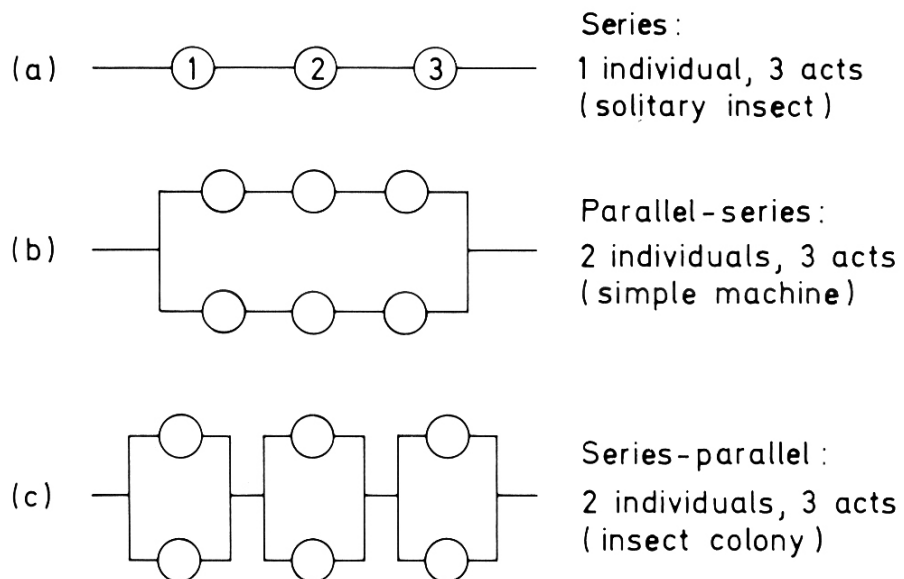 (a) 1 2 3 Series:
1 individual, 3 acts
(solitary insect)
(b) Parallel-series:
2 individuals, 3 acts
(simple machine)
(c) Series-parallel:
2 individuals, 3 acts
(insect colony)